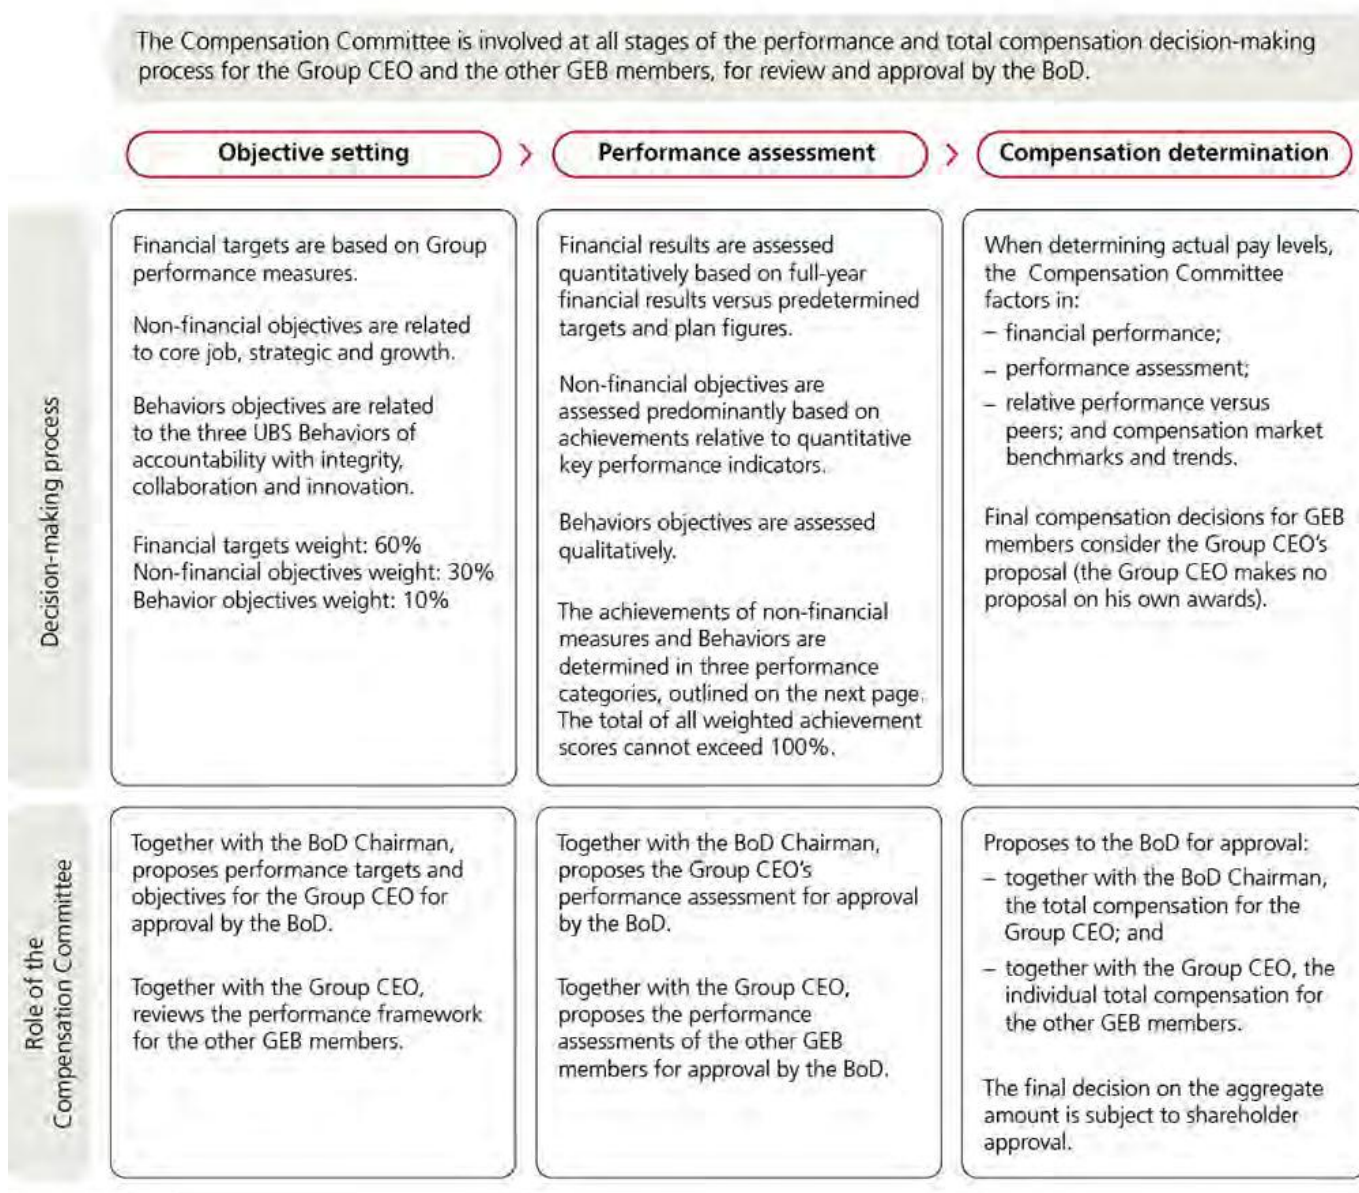 The Compensation Committee is involved at all stages of the performance and total compensation decision-making
process for the Group CEO and the other GEB members, for review and approval by the BoD.
Objective setting
>
Performance assessment
>
Compensation determination
Decision-making process
Financial targets are based on Group
performance measures.
Non-financial objectives are related
to core job, strategic and growth.
Behaviors objectives are related
to the three UBS Behaviors of
accountability with integrity,
collaboration and innovation.
Financial targets weight: 60%
Non-financial objectives weight: 30%
Behavior objectives weight: 10%
Financial results are assessed
quantitatively based on full-year
financial results versus predetermined
targets and plan figures.
Non-financial objectives are
assessed predominantly based on
achievements relative to quantitative
key performance indicators.
Behaviors objectives are assessed
qualitatively.
The achievements of non-financial
measures and Behaviors are
determined in three performance
categories, outlined on the next page.
The total of all weighted achievement
scores cannot exceed 100%.
When determining actual pay levels,
the Compensation Committee
factors in:
– financial performance;
– performance assessment;
– relative performance versus
peers; and compensation market
benchmarks and trends.
Final compensation decisions for GEB
members consider the Group CEO's
proposal (the Group CEO makes no
proposal on his own awards).
Role of the
Compensation Committee
Together with the BoD Chairman,
proposes performance targets and
objectives for the Group CEO for
approval by the BoD.
Together with the Group CEO,
reviews the performance framework
for the other GEB members.
Together with the BoD Chairman,
proposes the Group CEO's
performance assessment for approval
by the BoD.
Together with the Group CEO,
proposes the performance
assessments of the other GEB
members for approval by the BoD.
Proposes to the BoD for approval:
– together with the BoD Chairman,
the total compensation for the
Group CEO; and
– together with the Group CEO, the
individual total compensation for
the other GEB members.
The final decision on the aggregate
amount is subject to shareholder
approval.